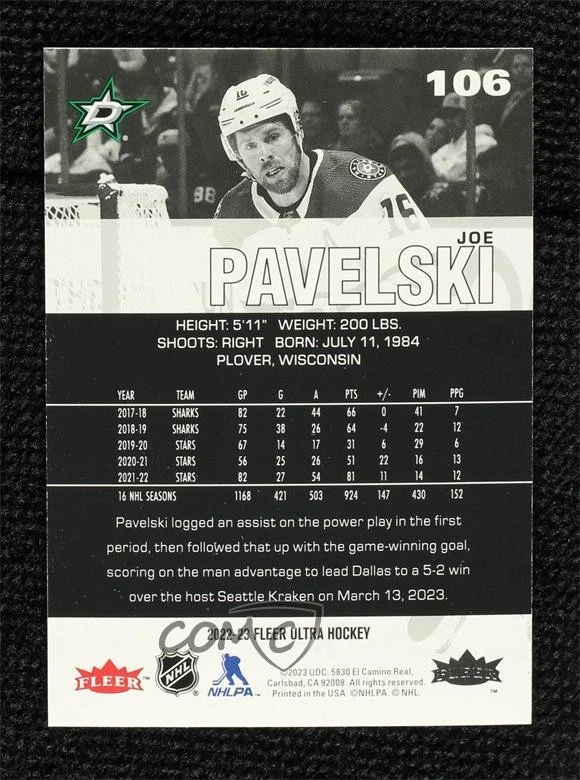 106
D
16
88
16
JOE
PAVELSKI
HEIGHT: 5'11" WEIGHT: 200 LBS.
SHOOTS: RIGHT BORN: JULY 11, 1984
PLOVER, WISCONSIN
YEAR TEAM GP G A PTS +/- PIM PPG
2017-18 SHARKS 82 22 44 66 0 41 7
2018-19 SHARKS 75 38 26 64 -4 22 12
2019-20 STARS 67 14 17 31 6 29 6
2020-21 STARS 56 25 26 51 22 16 13
2021-22 STARS 82 27 54 81 11 14 12
16 NHL SEASONS 1168 421 503 924 147 430 152
Pavelski logged an assist on the power play in the first
period, then followed that up with the game-winning goal,
scoring on the man advantage to lead Dallas to a 5-2 win
over the host Seattle Kraken on March 13, 2023.
COMC
2022-23 FLEER ULTRA HOCKEY
FLEER™
NHL
NHLPA™
©2023 UDC. 5830 El Camino Real,
Carlsbad, CA 92008. All rights reserved.
Printed in the USA. ©NHLPA. © NHL.
FLEER™